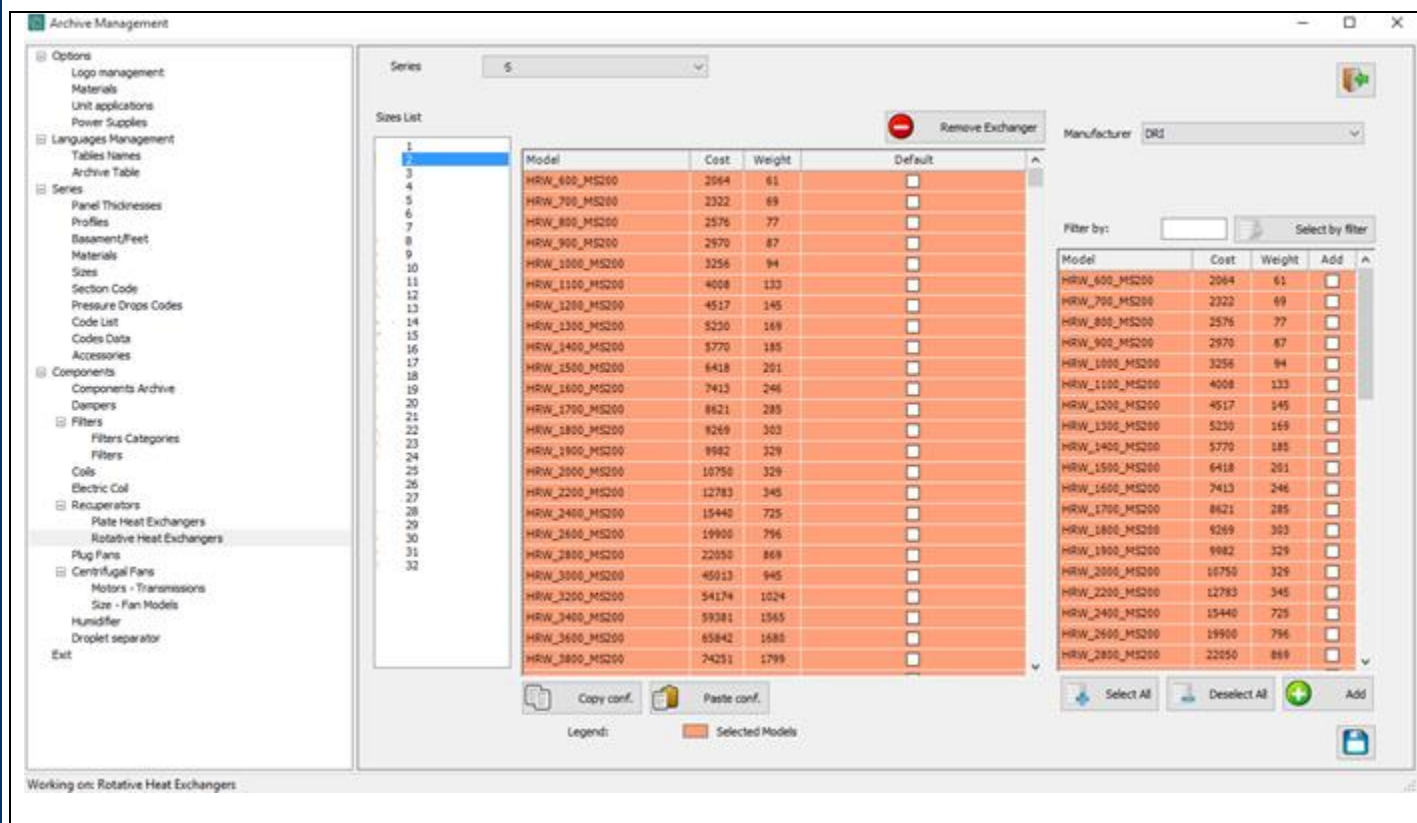 Archive Management
Options
Logo management
Materials
Unit applications
Power Supplies
Languages Management
Tables Names
Archive Table
Series
Panel Thicknesses
Profiles
Basament/Feet
Materials
Sizes
Section Code
Pressure Drops Codes
Code List
Codes Data
Accessories
Components
Components Archive
Dampers
Filters
Filters Categories
Filters
Coils
Electric Coil
Recuperators
Plate Heat Exchangers
Rotative Heat Exchangers
Plug Fans
Centrifugal Fans
Motors - Transmissions
Size - Fan Models
Humidifier
Droplet separator
Exit
Series
Sizes List
1
2
3
4
5
6
7
8
9
10
11
12
13
14
15
16
17
18
19
20
21
22
23
24
25
26
27
28
29
30
31
32
Remove Exchanger
Model Cost Weight Default
HRW_600_MS200 2064 61
HRW_700_MS200 2322 69
HRW_800_MS200 2576 77
HRW_900_MS200 2970 87
HRW_1000_MS200 3256 94
HRW_1100_MS200 4008 133
HRW_1200_MS200 4517 145
HRW_1300_MS200 5230 169
HRW_1400_MS200 5770 185
HRW_1500_MS200 6418 201
HRW_1600_MS200 7413 246
HRW_1700_MS200 8621 285
HRW_1800_MS200 9269 303
HRW_1900_MS200 9982 329
HRW_2000_MS200 10750 329
HRW_2200_MS200 12783 345
HRW_2400_MS200 15440 725
HRW_2600_MS200 19900 796
HRW_2800_MS200 22050 869
HRW_3000_MS200 45013 945
HRW_3200_MS200 54174 1024
HRW_3400_MS200 59381 1565
HRW_3600_MS200 65842 1680
HRW_3800_MS200 74251 1799
Copy conf.
Paste conf.
Legend: Selected Models
Manufacturer DRI
Filter by: Select by filter
Model Cost Weight Add
HRW_600_MS200 2064 61
HRW_700_MS200 2322 69
HRW_800_MS200 2576 77
HRW_900_MS200 2970 87
HRW_1000_MS200 3256 94
HRW_1100_MS200 4008 133
HRW_1200_MS200 4517 145
HRW_1300_MS200 5230 169
HRW_1400_MS200 5770 185
HRW_1500_MS200 6418 201
HRW_1600_MS200 7413 246
HRW_1700_MS200 8621 285
HRW_1800_MS200 9269 303
HRW_1900_MS200 9982 329
HRW_2000_MS200 10750 329
HRW_2200_MS200 12783 345
HRW_2400_MS200 15440 725
HRW_2600_MS200 19900 796
HRW_2800_MS200 22050 869
Select All
Deselect All
Add
Working on: Rotative Heat Exchangers